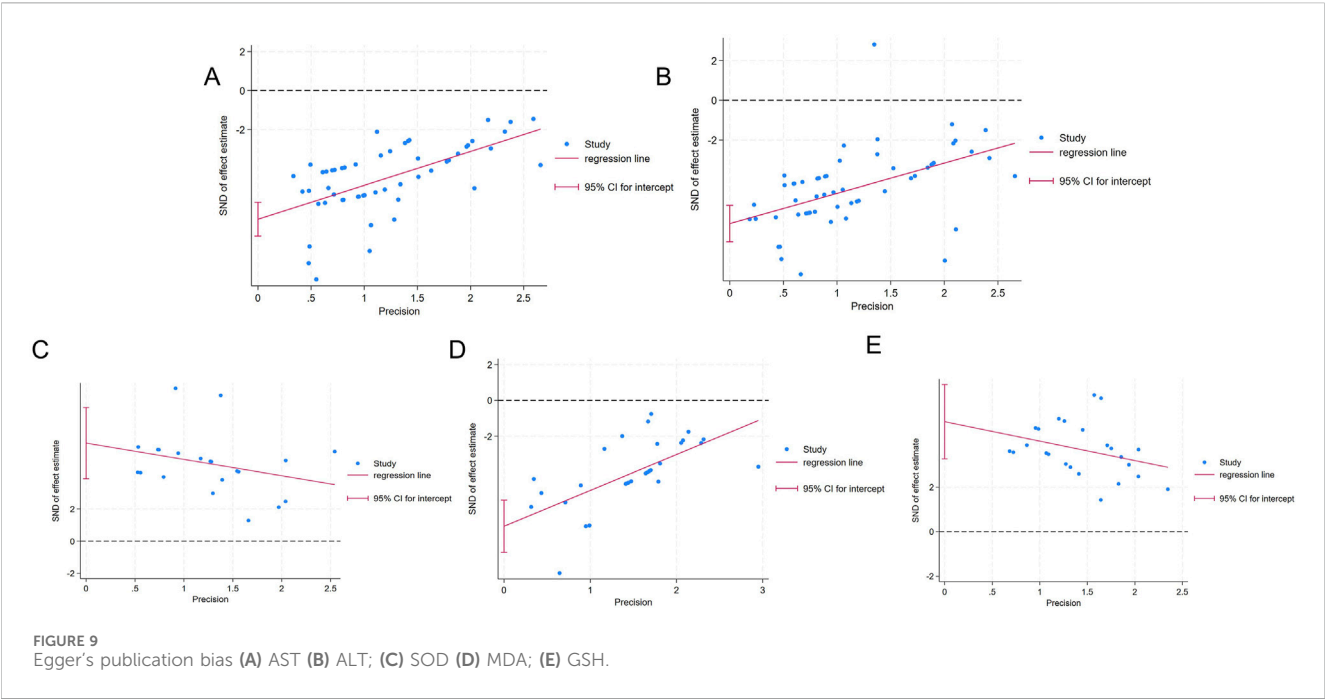 A
2
0
-2
SND of effect estimate
0 .5 1 1.5 2 2.5
Precision
Study
regression line
95% CI for intercept
B
2
0
-2
SND of effect estimate
0 .5 1 1.5 2 2.5
Precision
Study
regression line
95% CI for intercept
C
2
0
-2
SND of effect estimate
0 .5 1 1.5 2 2.5
Precision
Study
regression line
95% CI for intercept
D
2
0
-2
SND of effect estimate
0 1 2 3
Precision
Study
regression line
95% CI for intercept
E
2
0
-2
SND of effect estimate
0 .5 1 1.5 2 2.5
Precision
Study
regression line
95% CI for intercept
FIGURE 9
Egger's publication bias (A) AST (B) ALT; (C) SOD (D) MDA; (E) GSH.